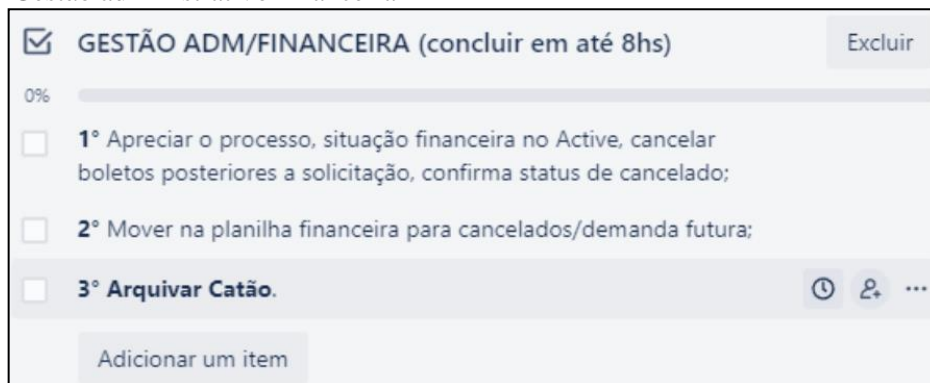 GESTÃO ADM/FINANCEIRA (concluir em até 8hs)
Excluir
0%
1° Apreciar o processo, situação financeira no Active, cancelar
boletos posteriores a solicitação, confirma status de cancelado;
2° Mover na planilha financeira para cancelados/demanda futura;
3° Arquivar Catão.
Adicionar um item